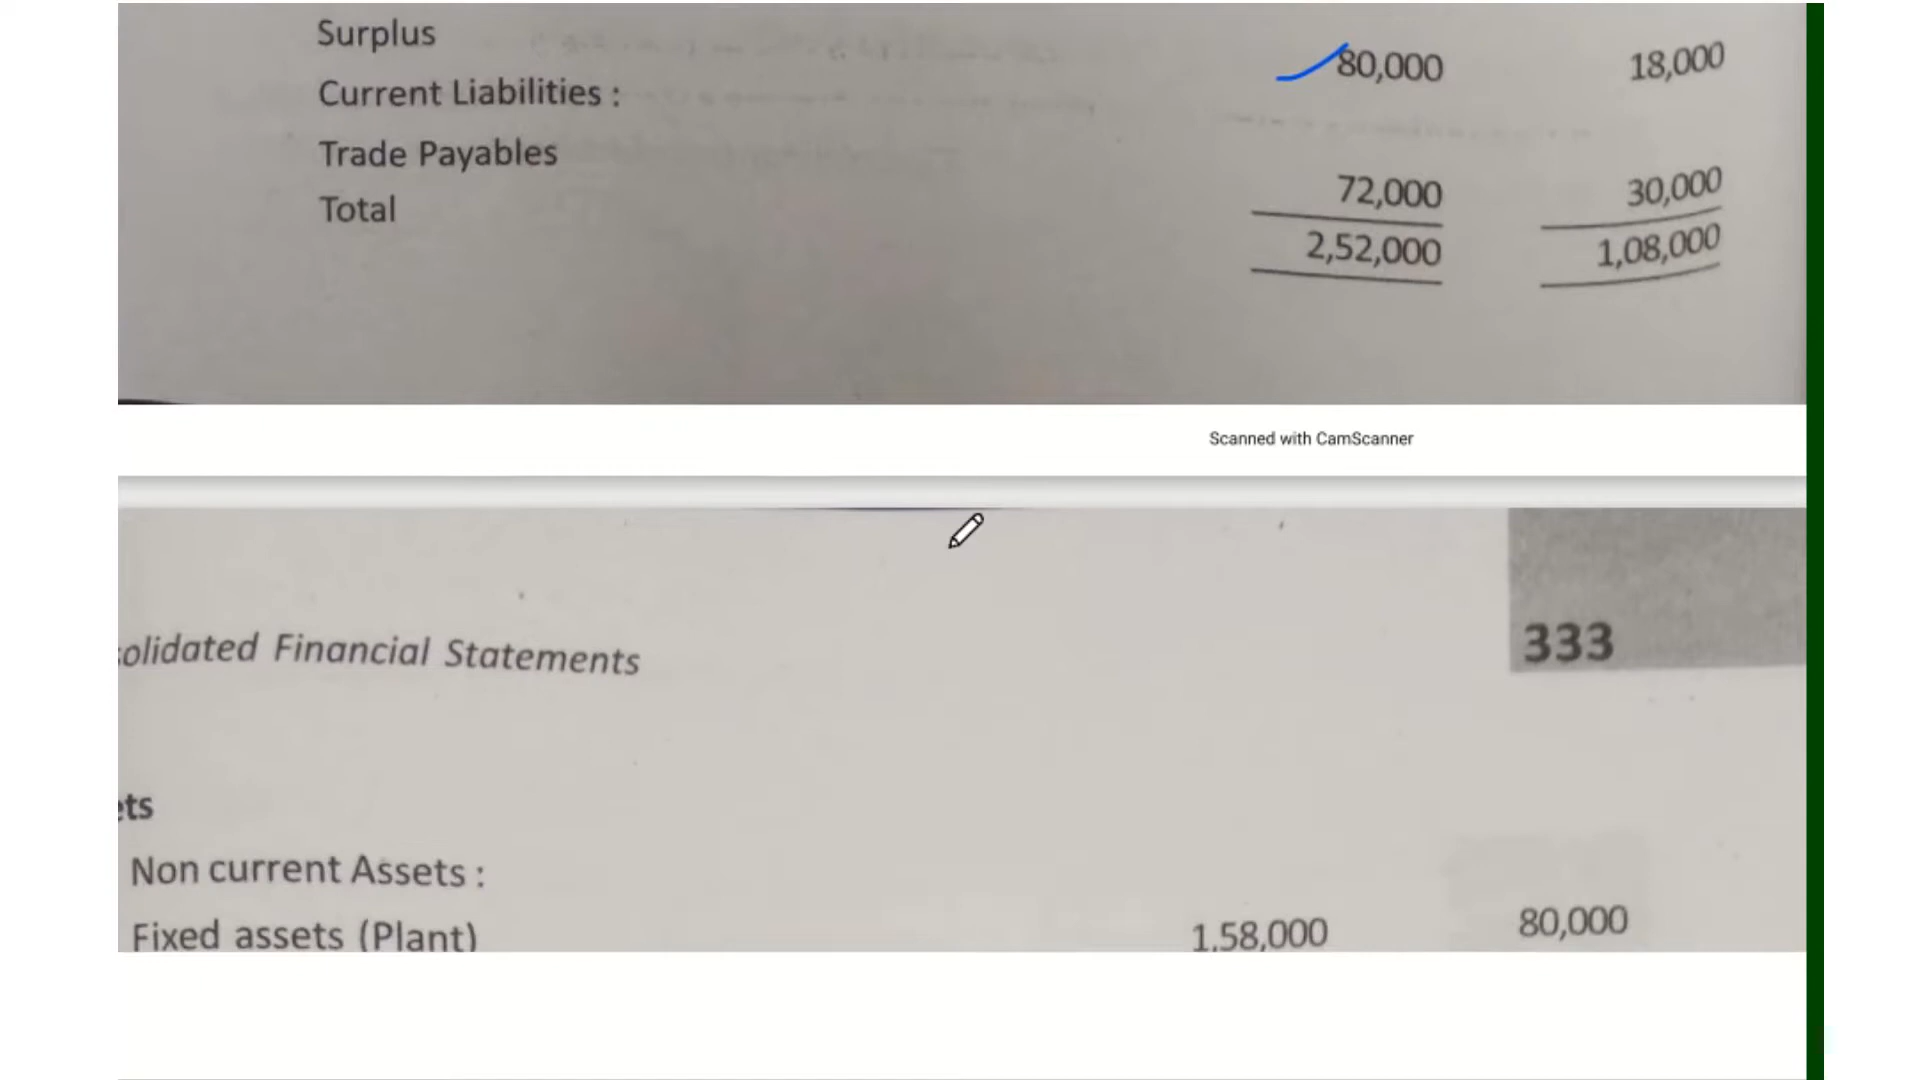 Surplus 80,000 18,000
Current Liabilities :
Trade Payables 72,000 30,000
Total 2,52,000 1,08,000
Scanned with CamScanner
olidated Financial Statements 333
ets
Non current Assets :
Fixed assets (Plant) 1,58,000 80,000